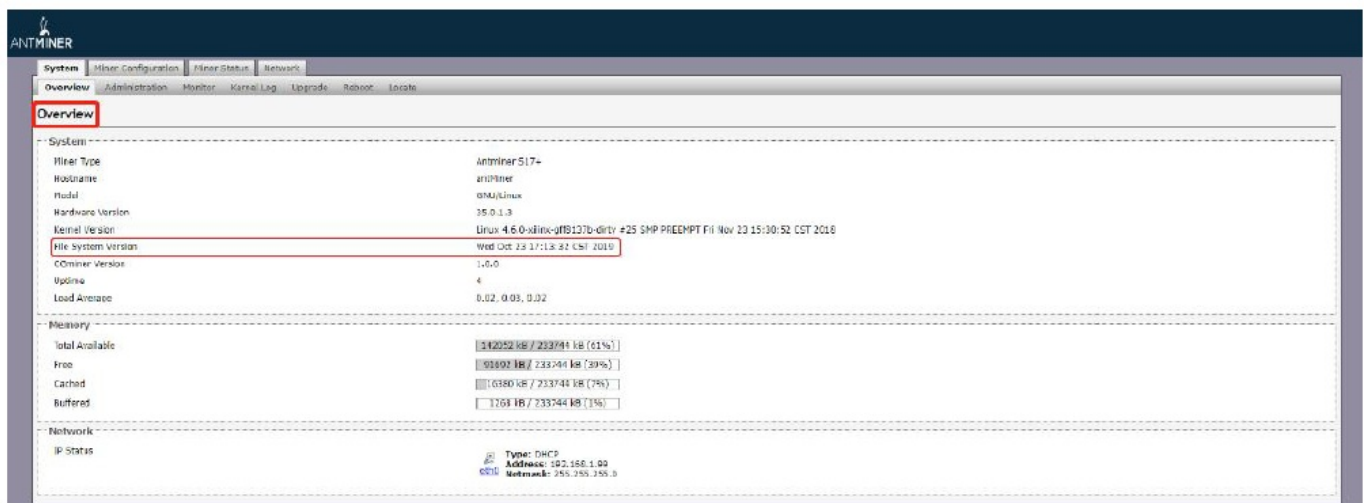 ANTMINER
System Miner Configuration Miner Status Network
Overview Administration Monitor Kernel Log Upgrade Reboot Locate
Overview
System
Miner Type Antminer S17+
Hostname antMiner
Model GNU/Linux
Hardware Version 35.0.1.3
Kernel Version Linux 4.6.0-xilinx-gff8137b-dirty #25 SMP PREEMPT Fri Nov 23 15:30:52 CST 2018
File System Version Wed Oct 23 17:13:32 CST 2019
CGminer Version 1.0.0
Uptime 4
Load Average 0.02, 0.03, 0.02
Memory
Total Available 142052 kB / 233744 kB (61%)
Free 91692 kB / 233744 kB (39%)
Cached 16380 kB / 233744 kB (7%)
Buffered 1268 kB / 233744 kB (1%)
Network
IP Status
Type: DHCP
Address: 192.168.1.99
eth0 Netmask: 255.255.255.0